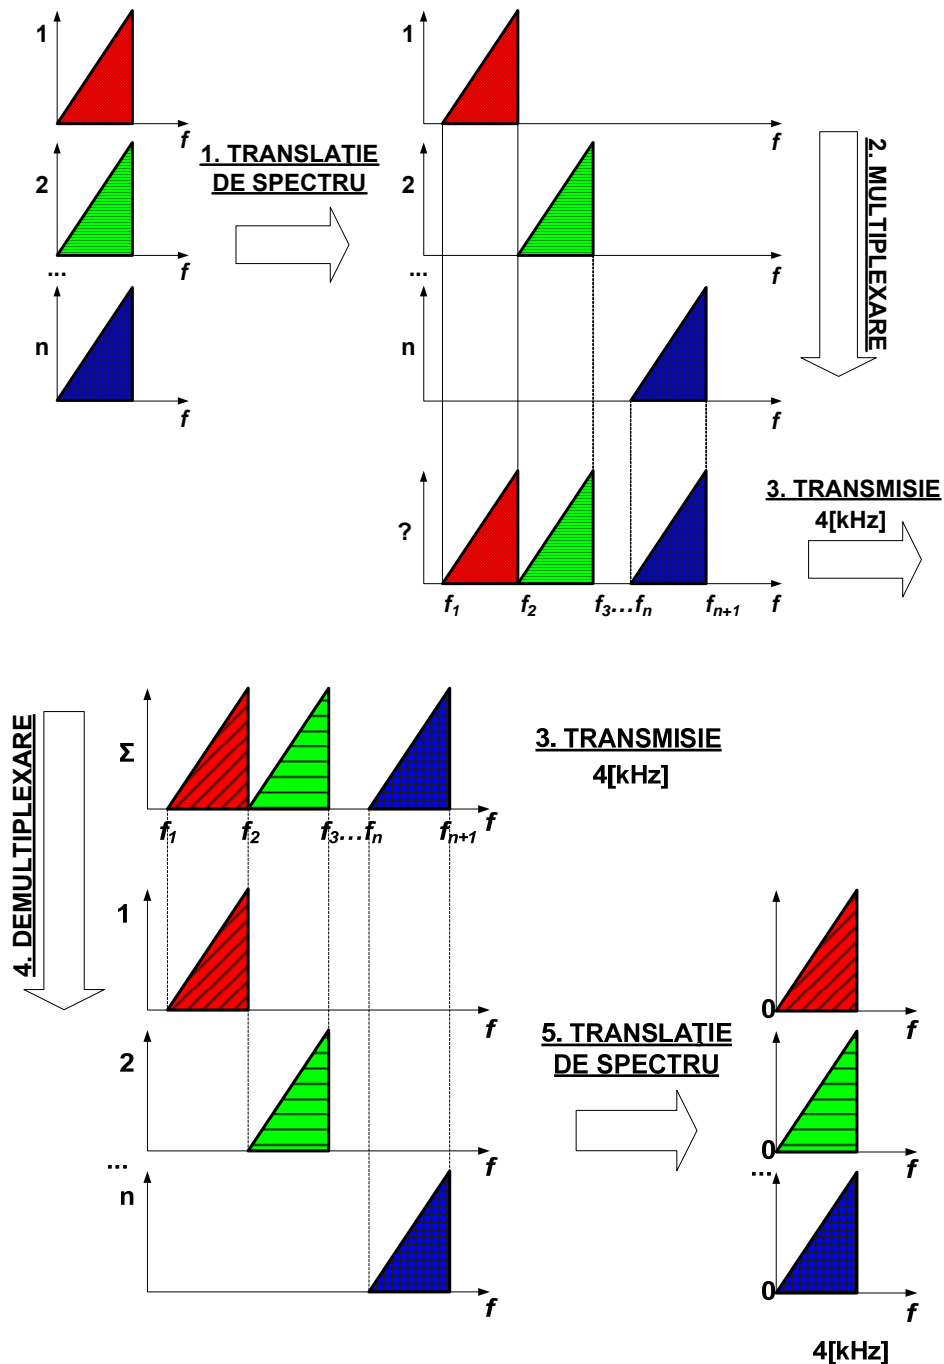 1
f
2
f
...
n
f
1. TRANSLAŢIE
DE SPECTRU
1
f
2
f
...
n
f
?
f1 f2 f3...fn fn+1 f
2. MULTIPLEXARE
3. TRANSMISIE
4[kHz]
4. DEMULTIPLEXARE
Σ
f
f1 f2 f3...fn fn+1
3. TRANSMISIE
4[kHz]
1
f
2
f
...
n
f
5. TRANSLAŢIE
DE SPECTRU
0
f
0
f
...
0
f
4[kHz]